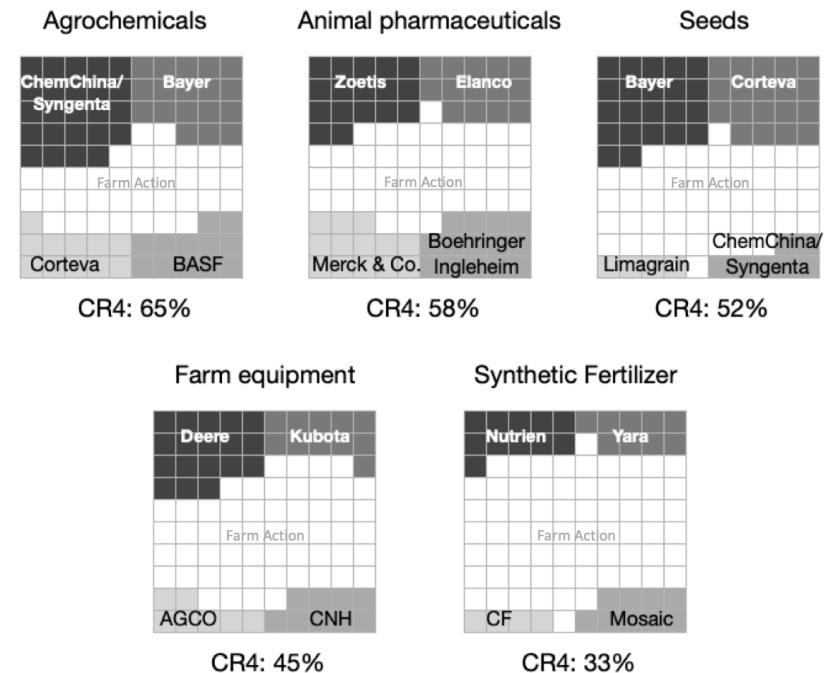 Agrochemicals
Animal pharmaceuticals
Seeds
ChemChina/
Syngenta
Bayer
Zoetis
Elanco
Bayer
Corteva
Farm Action
Farm Action
Farm Action
Corteva
BASF
Merck & Co.
Boehringer
Ingleheim
Limagrain
ChemChina/
Syngenta
CR4: 65%
CR4: 58%
CR4: 52%
Farm equipment
Synthetic Fertilizer
Deere
Kubota
Nutrien
Yara
Farm Action
Farm Action
AGCO
CNH
CF
Mosaic
CR4: 45%
CR4: 33%